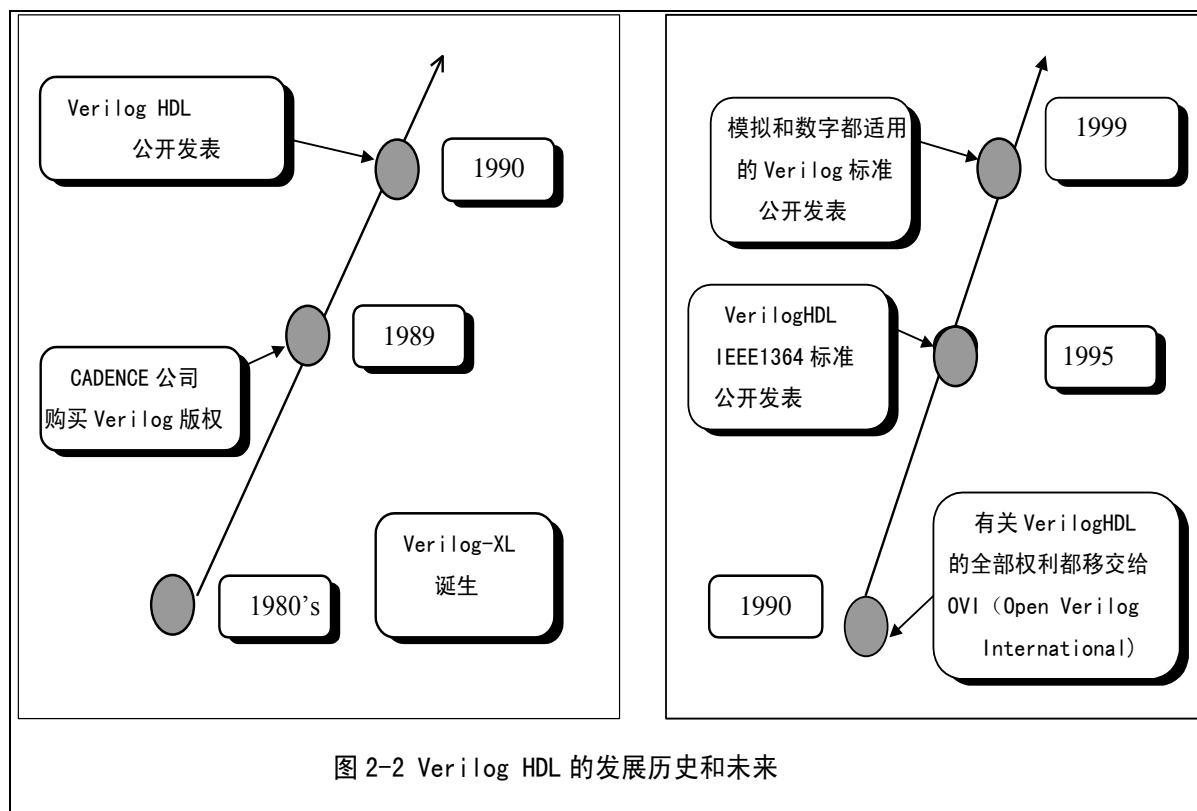 Verilog HDL
公开发表
1990
1989
CADENCE 公司
购买 Verilog 版权
Verilog-XL
诞生
1980’s
模拟和数字都适用
的 Verilog 标准
公开发表
1999
VerilogHDL
IEEE1364 标准
公开发表
1995
有关 VerilogHDL
的全部权利都移交给
OVI（Open Verilog
International)
1990
图 2-2 Verilog HDL 的发展历史和未来